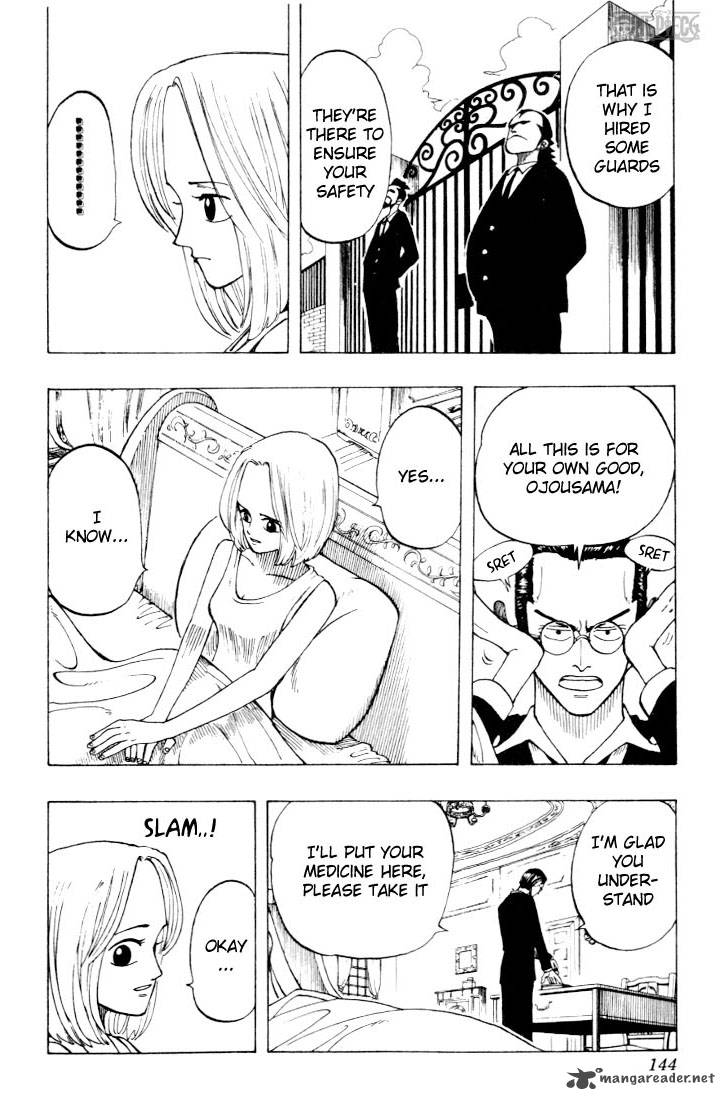 THAT IS
WHY I
HIRED
SOME
GUARDS
THEY'RE
THERE TO
ENSURE
YOUR
SAFETY
ALL THIS IS FOR
YOUR OWN GOOD,
OJOUSAMA!
SRET
SRET
YES...
I
KNOW...
I'M GLAD
YOU
UNDER-
STAND
I'LL PUT YOUR
MEDICINE HERE,
PLEASE TAKE IT
SLAM..!
OKAY
...
144
mangareader.net